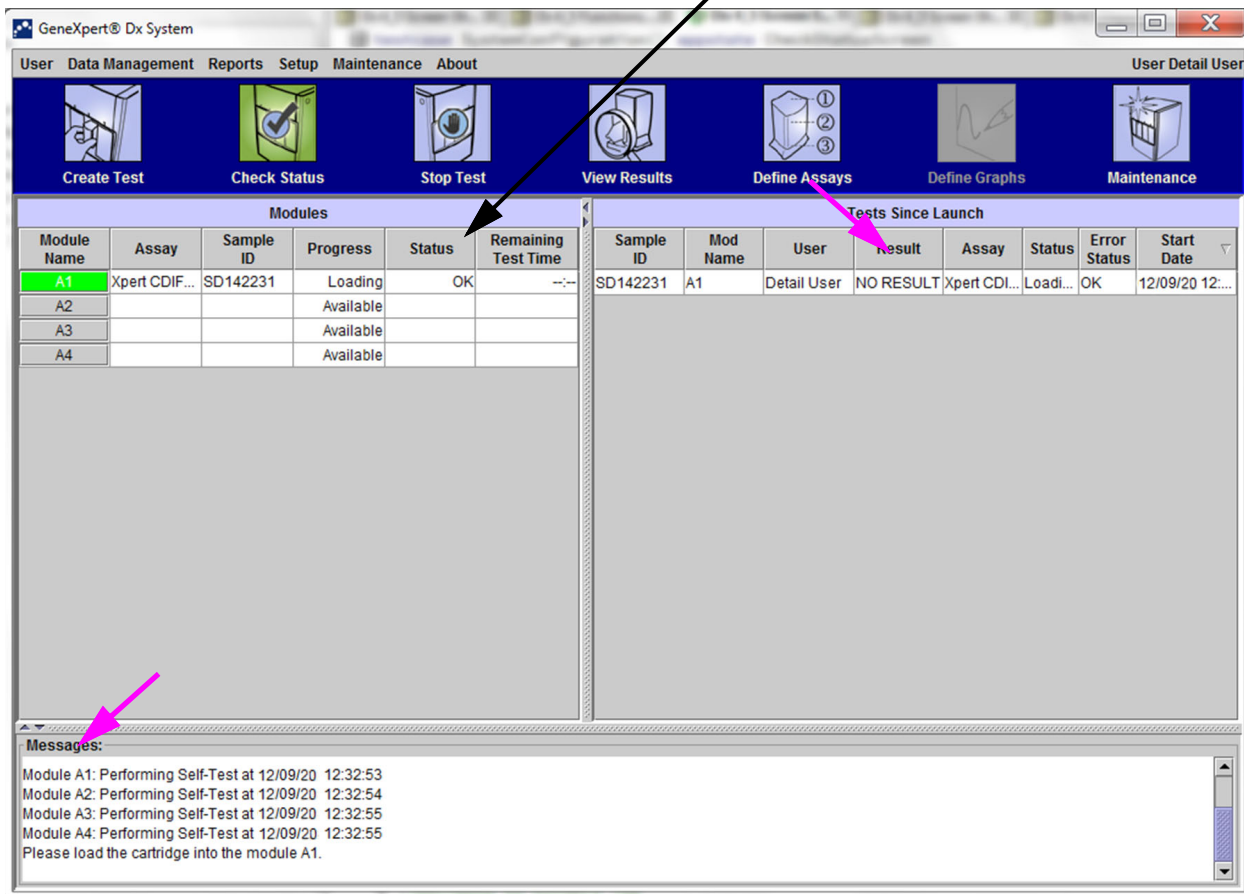 GeneXpert® Dx System
User Data Management Reports Setup Maintenance About User Detail User
Create Test Check Status Stop Test View Results Define Assays Define Graphs Maintenance
① 
②
③
Modules
Module Name Assay Sample ID Progress Status Remaining Test Time
A1 Xpert CDIF... SD142231 Loading OK --:--
A2 Available
A3 Available
A4 Available
Tests Since Launch
Sample ID Mod Name User Result Assay Status Error Status Start Date
SD142231 A1 Detail User NO RESULT Xpert CDI... Loadi... OK 12/09/20 12:...
Messages:
Module A1: Performing Self-Test at 12/09/20 12:32:53
Module A2: Performing Self-Test at 12/09/20 12:32:54
Module A3: Performing Self-Test at 12/09/20 12:32:55
Module A4: Performing Self-Test at 12/09/20 12:32:55
Please load the cartridge into the module A1.